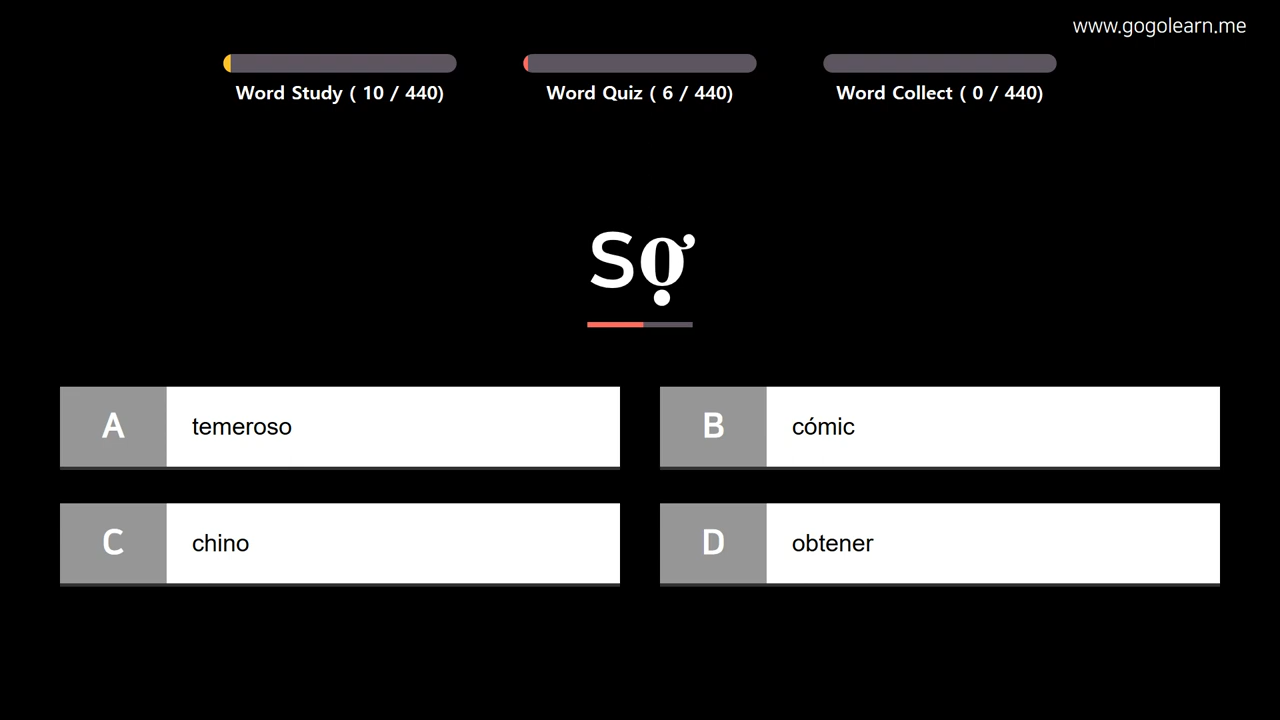 www.gogolearn.me
Word Study ( 10 / 440)
Word Quiz ( 6 / 440)
Word Collect ( 0 / 440)
Sợ
A temeroso
B cómic
C chino
D obtener